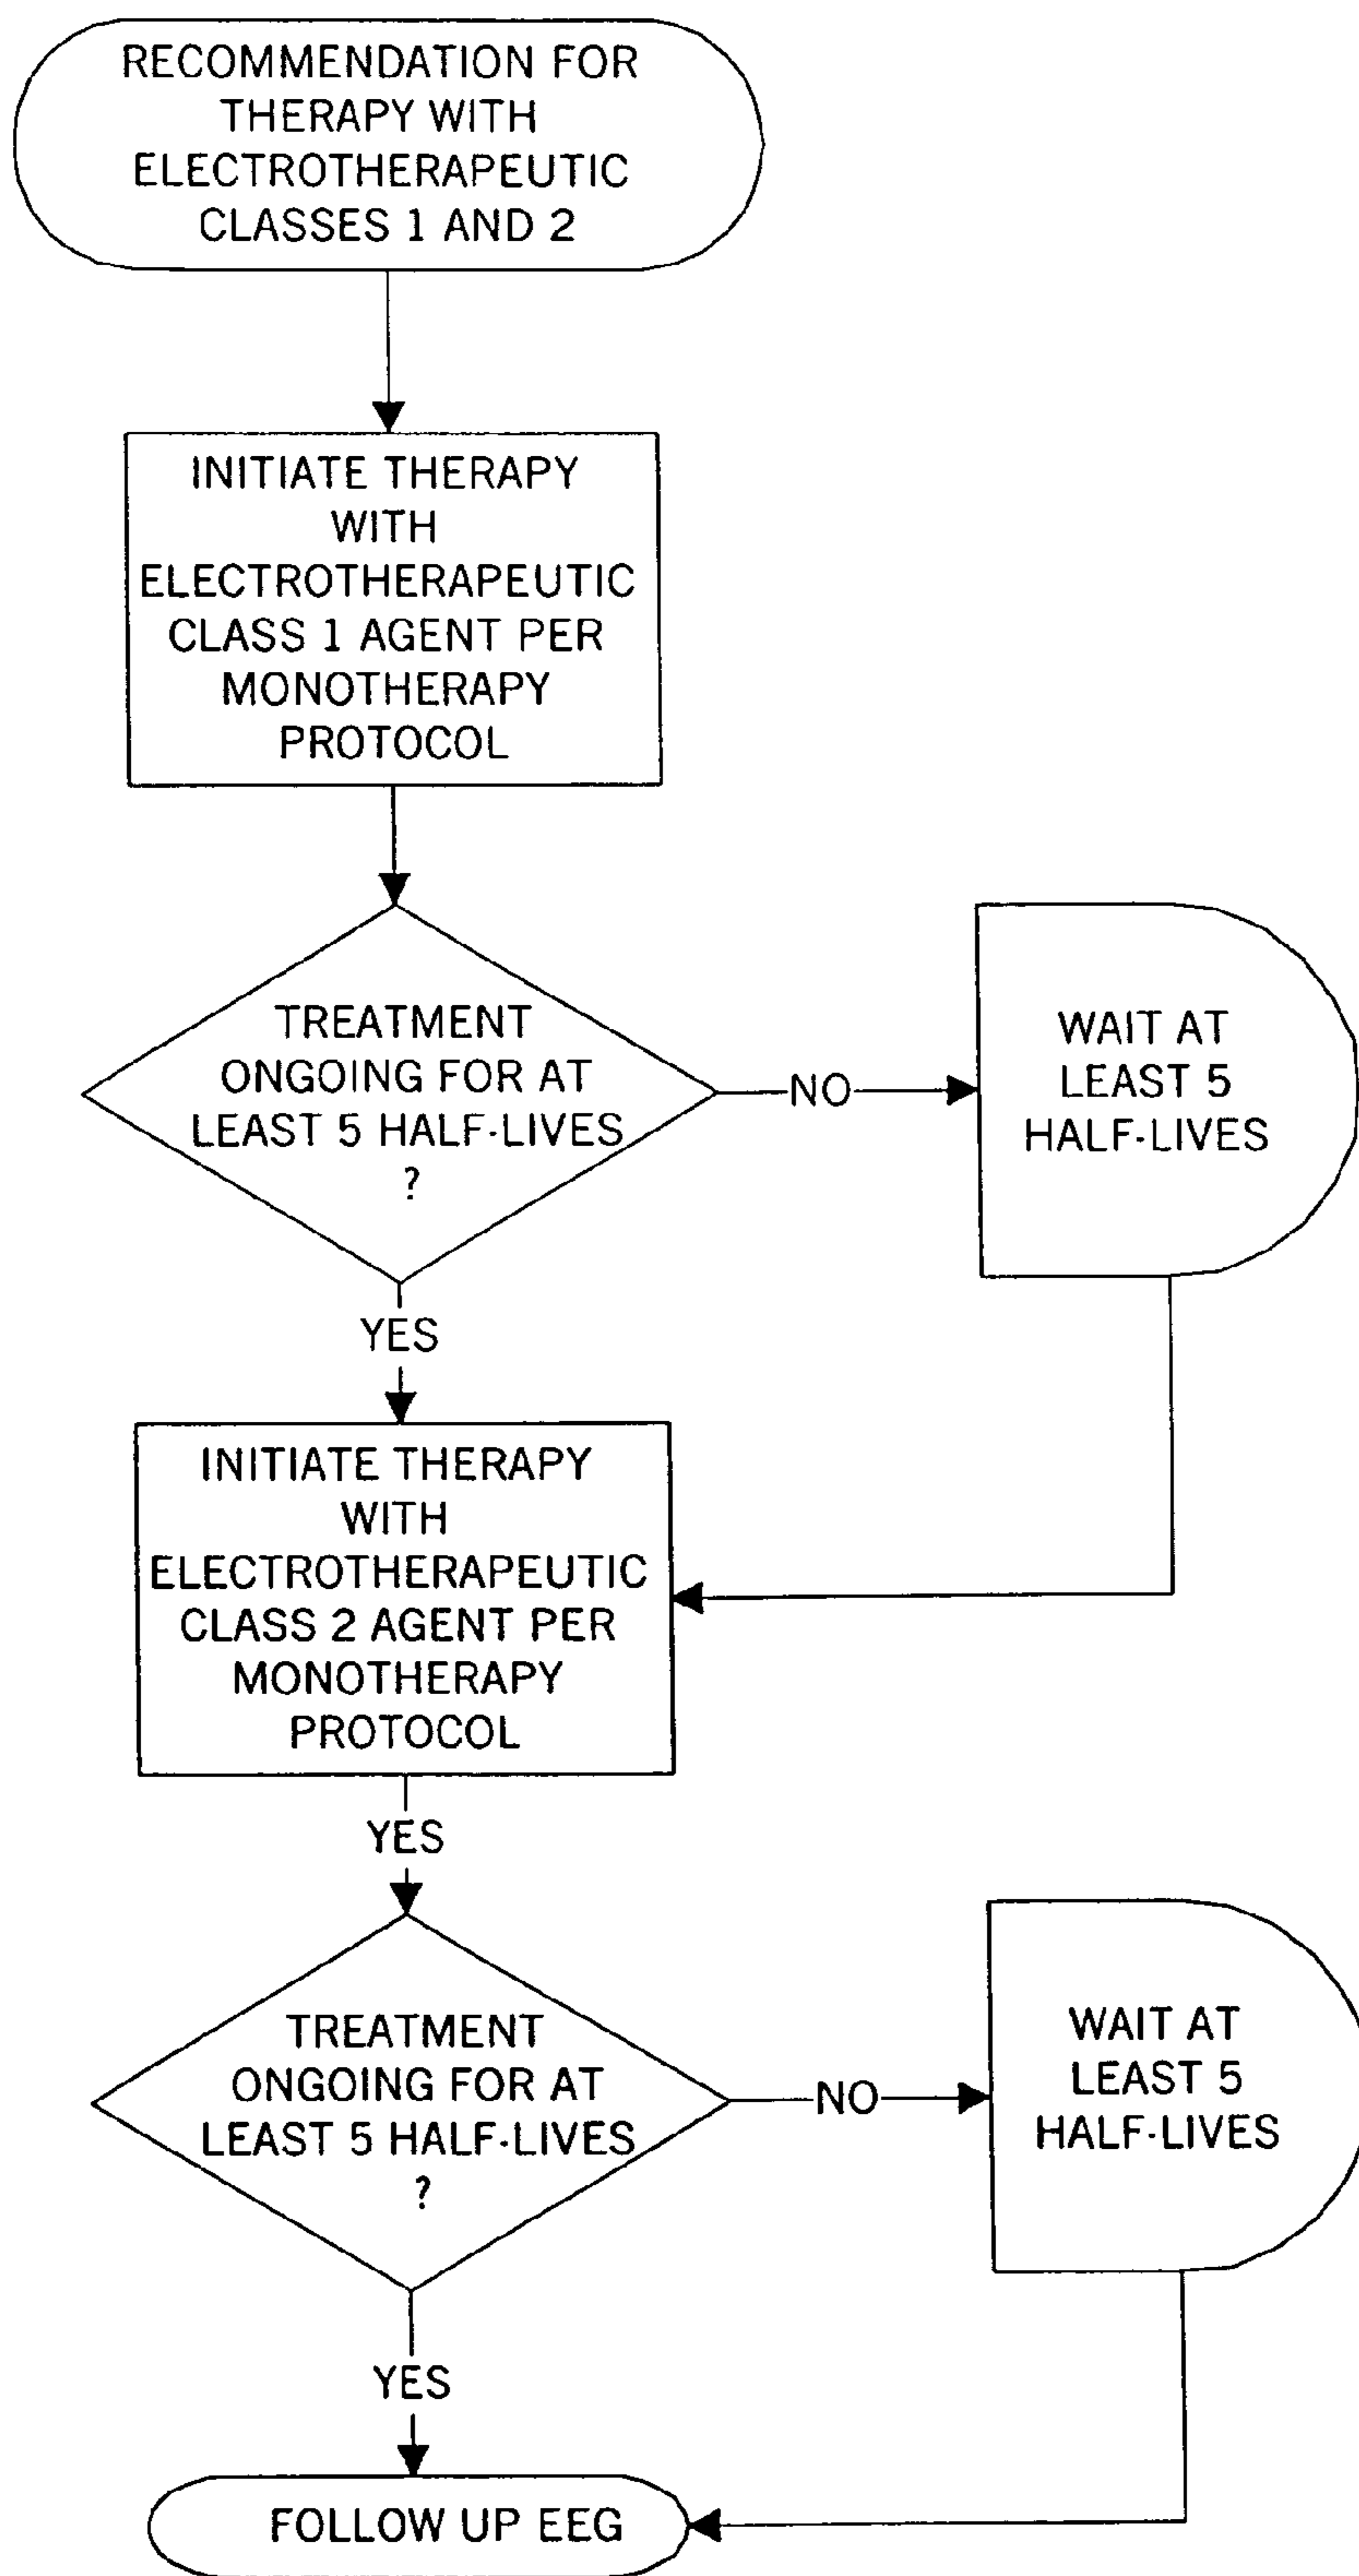 RECOMMENDATION FOR
THERAPY WITH
ELECTROTHERAPEUTIC
CLASSES 1 AND 2
INITIATE THERAPY
WITH
ELECTROTHERAPEUTIC
CLASS 1 AGENT PER
MONOTHERAPY
PROTOCOL
TREATMENT
ONGOING FOR AT
LEAST 5 HALF-LIVES
?
NO
WAIT AT
LEAST 5
HALF-LIVES
YES
INITIATE THERAPY
WITH
ELECTROTHERAPEUTIC
CLASS 2 AGENT PER
MONOTHERAPY
PROTOCOL
YES
TREATMENT
ONGOING FOR AT
LEAST 5 HALF-LIVES
?
NO
WAIT AT
LEAST 5
HALF-LIVES
YES
FOLLOW UP EEG